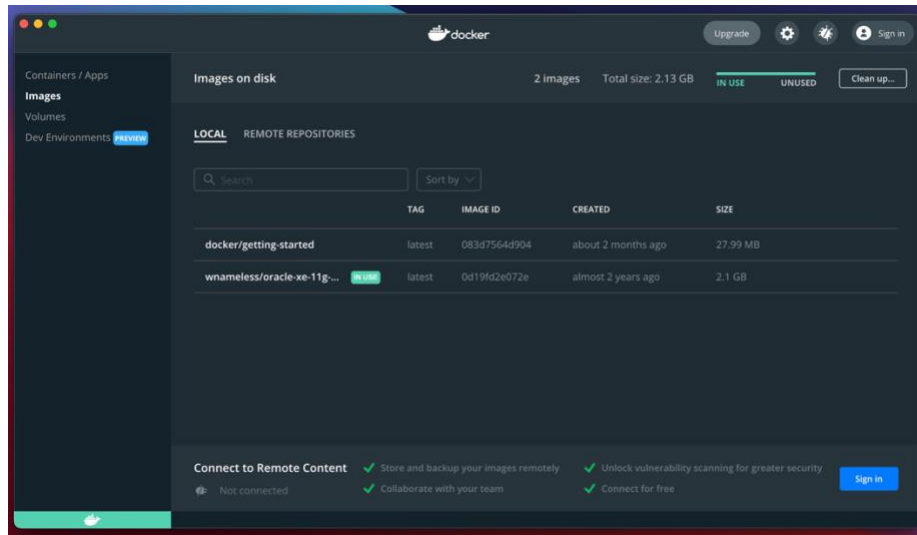 docker
Upgrade
Sign in
Containers / Apps
Images
Volumes
Dev Environments PREVIEW
Images on disk
2 images
Total size: 2.13 GB
IN USE
UNUSED
Clean up...
LOCAL
REMOTE REPOSITORIES
Search
Sort by
TAG IMAGE ID CREATED SIZE
docker/getting-started latest 083d7564d904 about 2 months ago 27.99 MB
wnameless/oracle-xe-11g-... IN USE latest 0d19fd2e072e almost 2 years ago 2.1 GB
Connect to Remote Content
Not connected
Store and backup your images remotely
Collaborate with your team
Unlock vulnerability scanning for greater security
Connect for free
Sign in